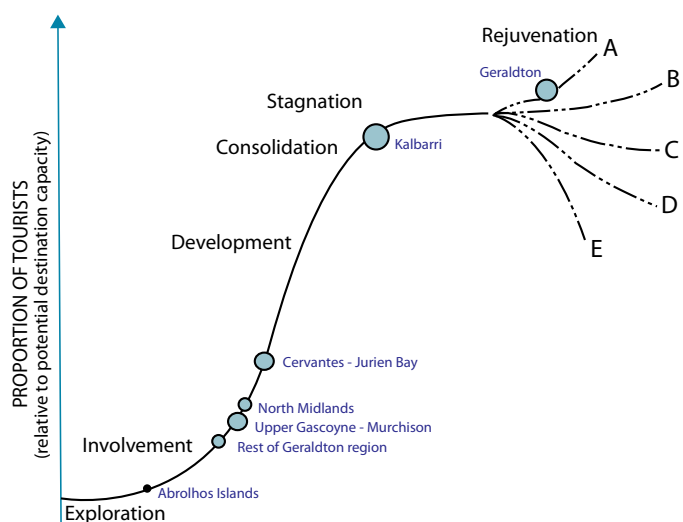 Rejuvenation
A
Geraldton
B
Stagnation
Consolidation
Kalbarri
C
D
Development
E
PROPORTION OF TOURISTS
(relative to potential destination capacity)
Cervantes - Jurien Bay
North Midlands
Upper Gascoyne - Murchison
Involvement
Rest of Geraldton region
Abrolhos Islands
Exploration